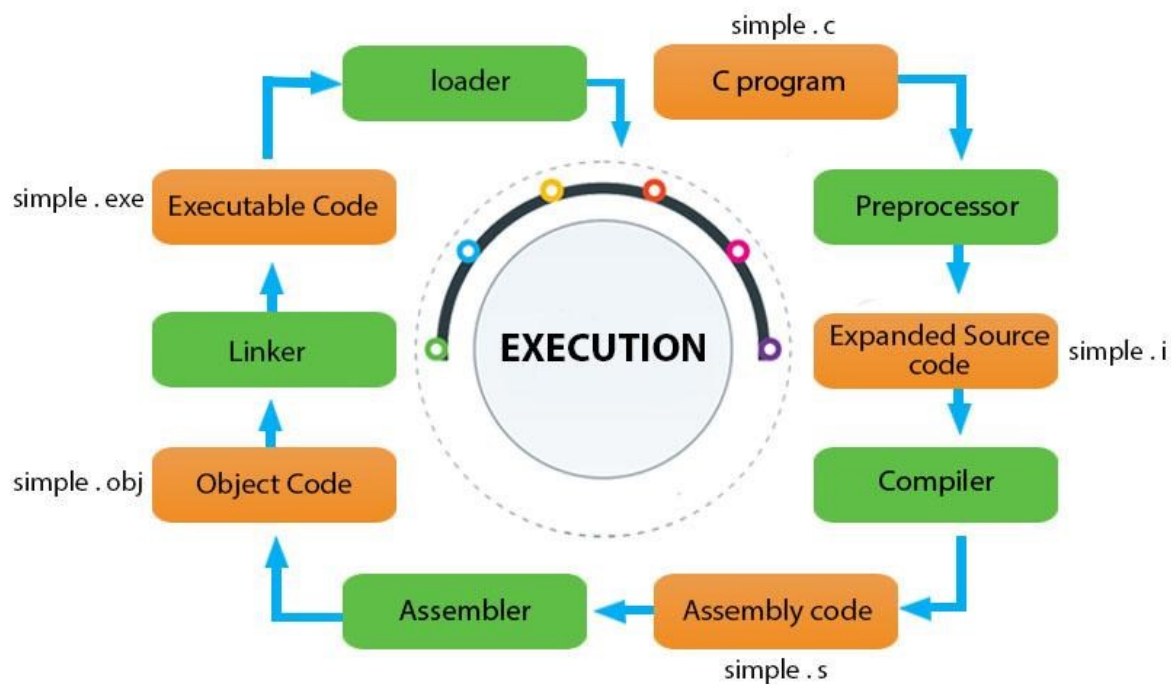 simple . c
C program
Preprocessor
Expanded Source
code
simple . i
Compiler
Assembly code
simple . s
Assembler
Object Code
simple . obj
Linker
Executable Code
simple . exe
loader
EXECUTION